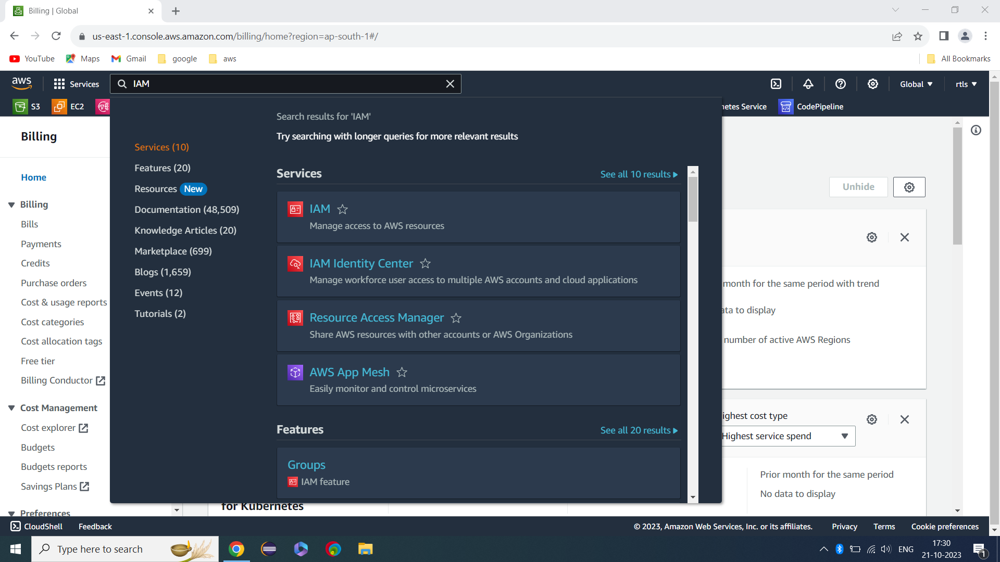 Billing | Global
us-east-1.console.aws.amazon.com/billing/home?region=ap-south-1#/
YouTube
Maps
Gmail
google
aws
All Bookmarks
aws
Services
IAM
Global
rtls
S3
EC2
netes Service
CodePipeline
Billing
Home
Billing
Bills
Payments
Credits
Purchase orders
Cost & usage reports
Cost categories
Cost allocation tags
Free tier
Billing Conductor
Cost Management
Cost explorer
Budgets
Budgets reports
Savings Plans
Preferences
Services (10)
Features (20)
Resources New
Documentation (48,509)
Knowledge Articles (20)
Marketplace (699)
Blogs (1,659)
Events (12)
Tutorials (2)
Search results for 'IAM'
Try searching with longer queries for more relevant results
Services
See all 10 results
IAM
Manage access to AWS resources
IAM Identity Center
Manage workforce user access to multiple AWS accounts and cloud applications
Resource Access Manager
Share AWS resources with other accounts or AWS Organizations
AWS App Mesh
Easily monitor and control microservices
Features
See all 20 results
Groups
IAM feature
for Kubernetes
Unhide
month for the same period with trend
ata to display
number of active AWS Regions
ighest cost type
Highest service spend
Prior month for the same period
No data to display
CloudShell
Feedback
© 2023, Amazon Web Services, Inc. or its affiliates.
Privacy
Terms
Cookie preferences
Type here to search
ENG
17:30
21-10-2023
1